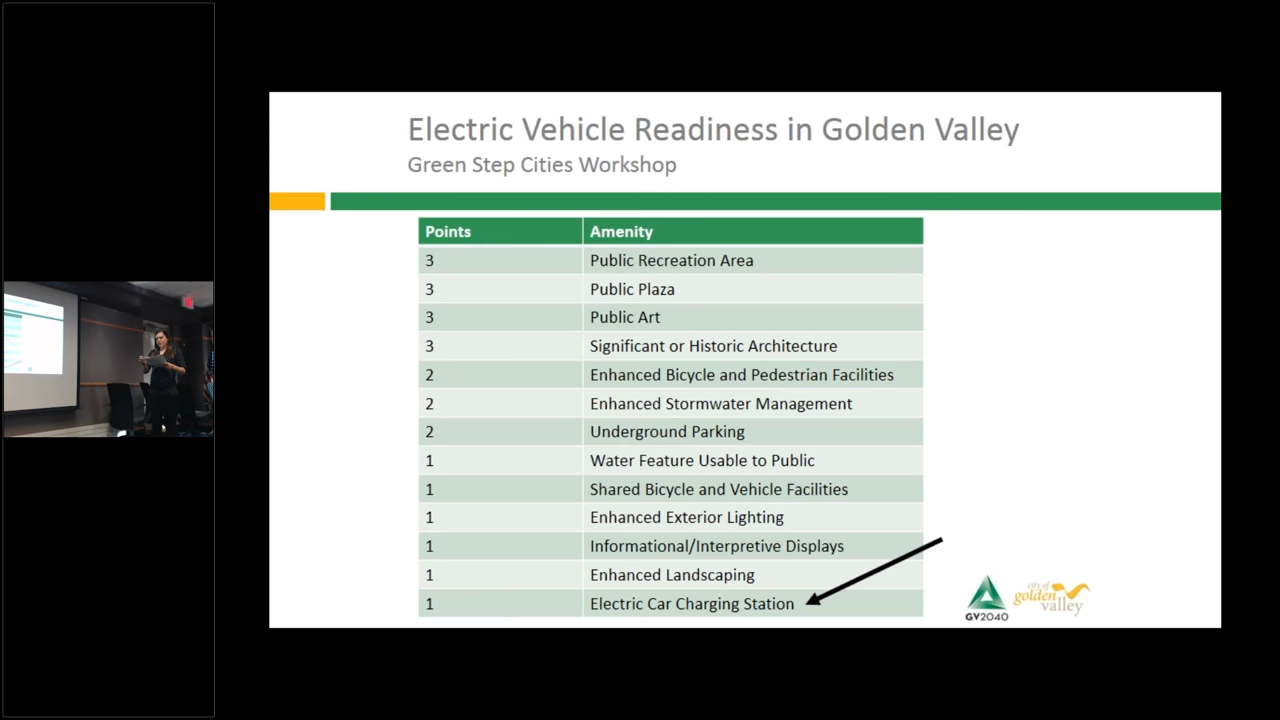 Electric Vehicle Readiness in Golden Valley
Green Step Cities Workshop
Points Amenity
3 Public Recreation Area
3 Public Plaza
3 Public Art
3 Significant or Historic Architecture
2 Enhanced Bicycle and Pedestrian Facilities
2 Enhanced Stormwater Management
2 Underground Parking
1 Water Feature Usable to Public
1 Shared Bicycle and Vehicle Facilities
1 Enhanced Exterior Lighting
1 Informational/Interpretive Displays
1 Enhanced Landscaping
1 Electric Car Charging Station
GV2040
city of
golden
valley